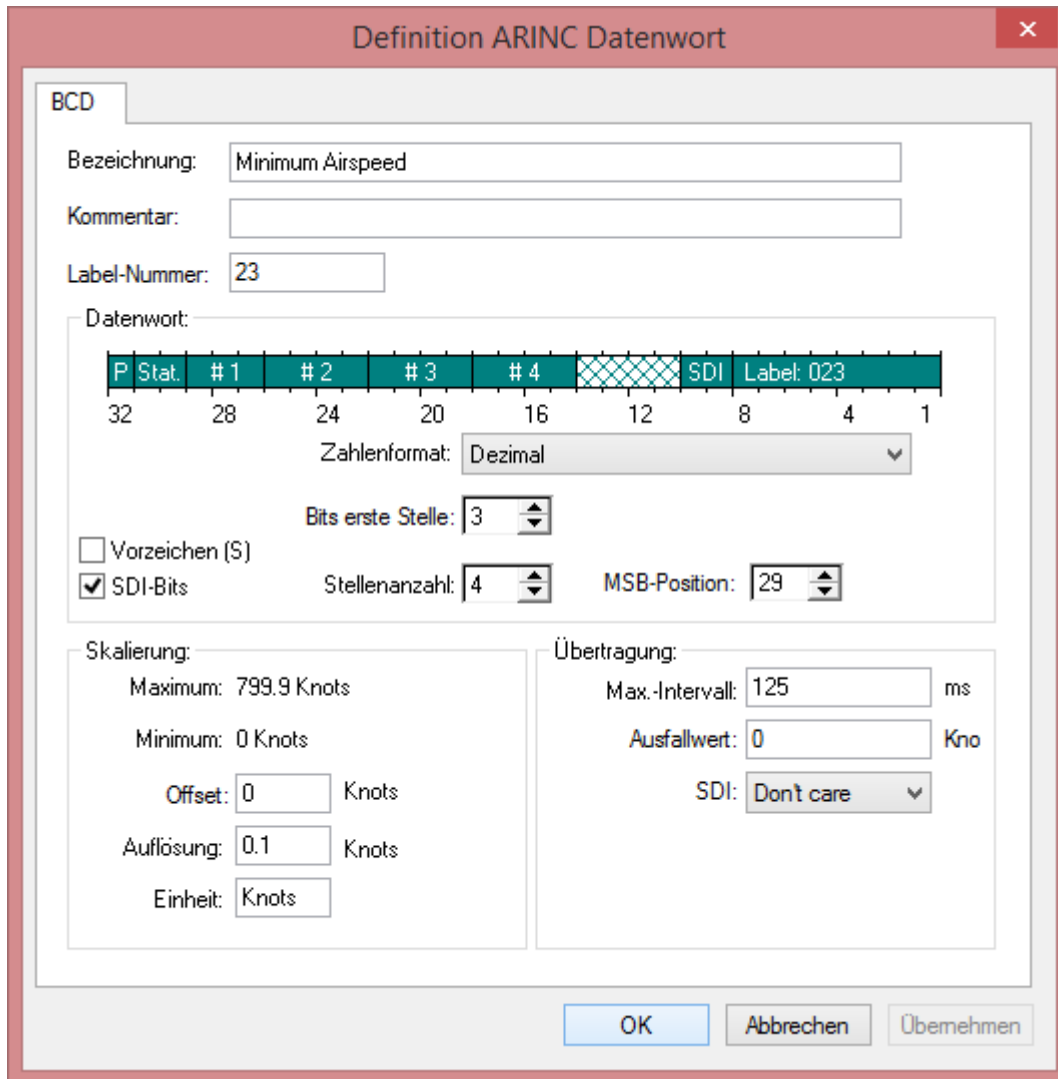 Definition ARINC Datenwort
BCD
Bezeichnung: Minimum Airspeed
Kommentar:
Label-Nummer: 23
Datenwort:
P Stat. # 1 # 2 # 3 # 4 SDI Label: 023
32 28 24 20 16 12 8 4 1
Zahlenformat: Dezimal
Bits erste Stelle: 3
Vorzeichen (S)
SDI-Bits Stellenanzahl: 4 MSB-Position: 29
Skalierung:
Maximum: 799.9 Knots
Minimum: 0 Knots
Offset: 0 Knots
Auflösung: 0.1 Knots
Einheit: Knots
Übertragung:
Max.-Intervall: 125 ms
Ausfallwert: 0 Kno
SDI: Don't care
OK Abbrechen Übernehmen